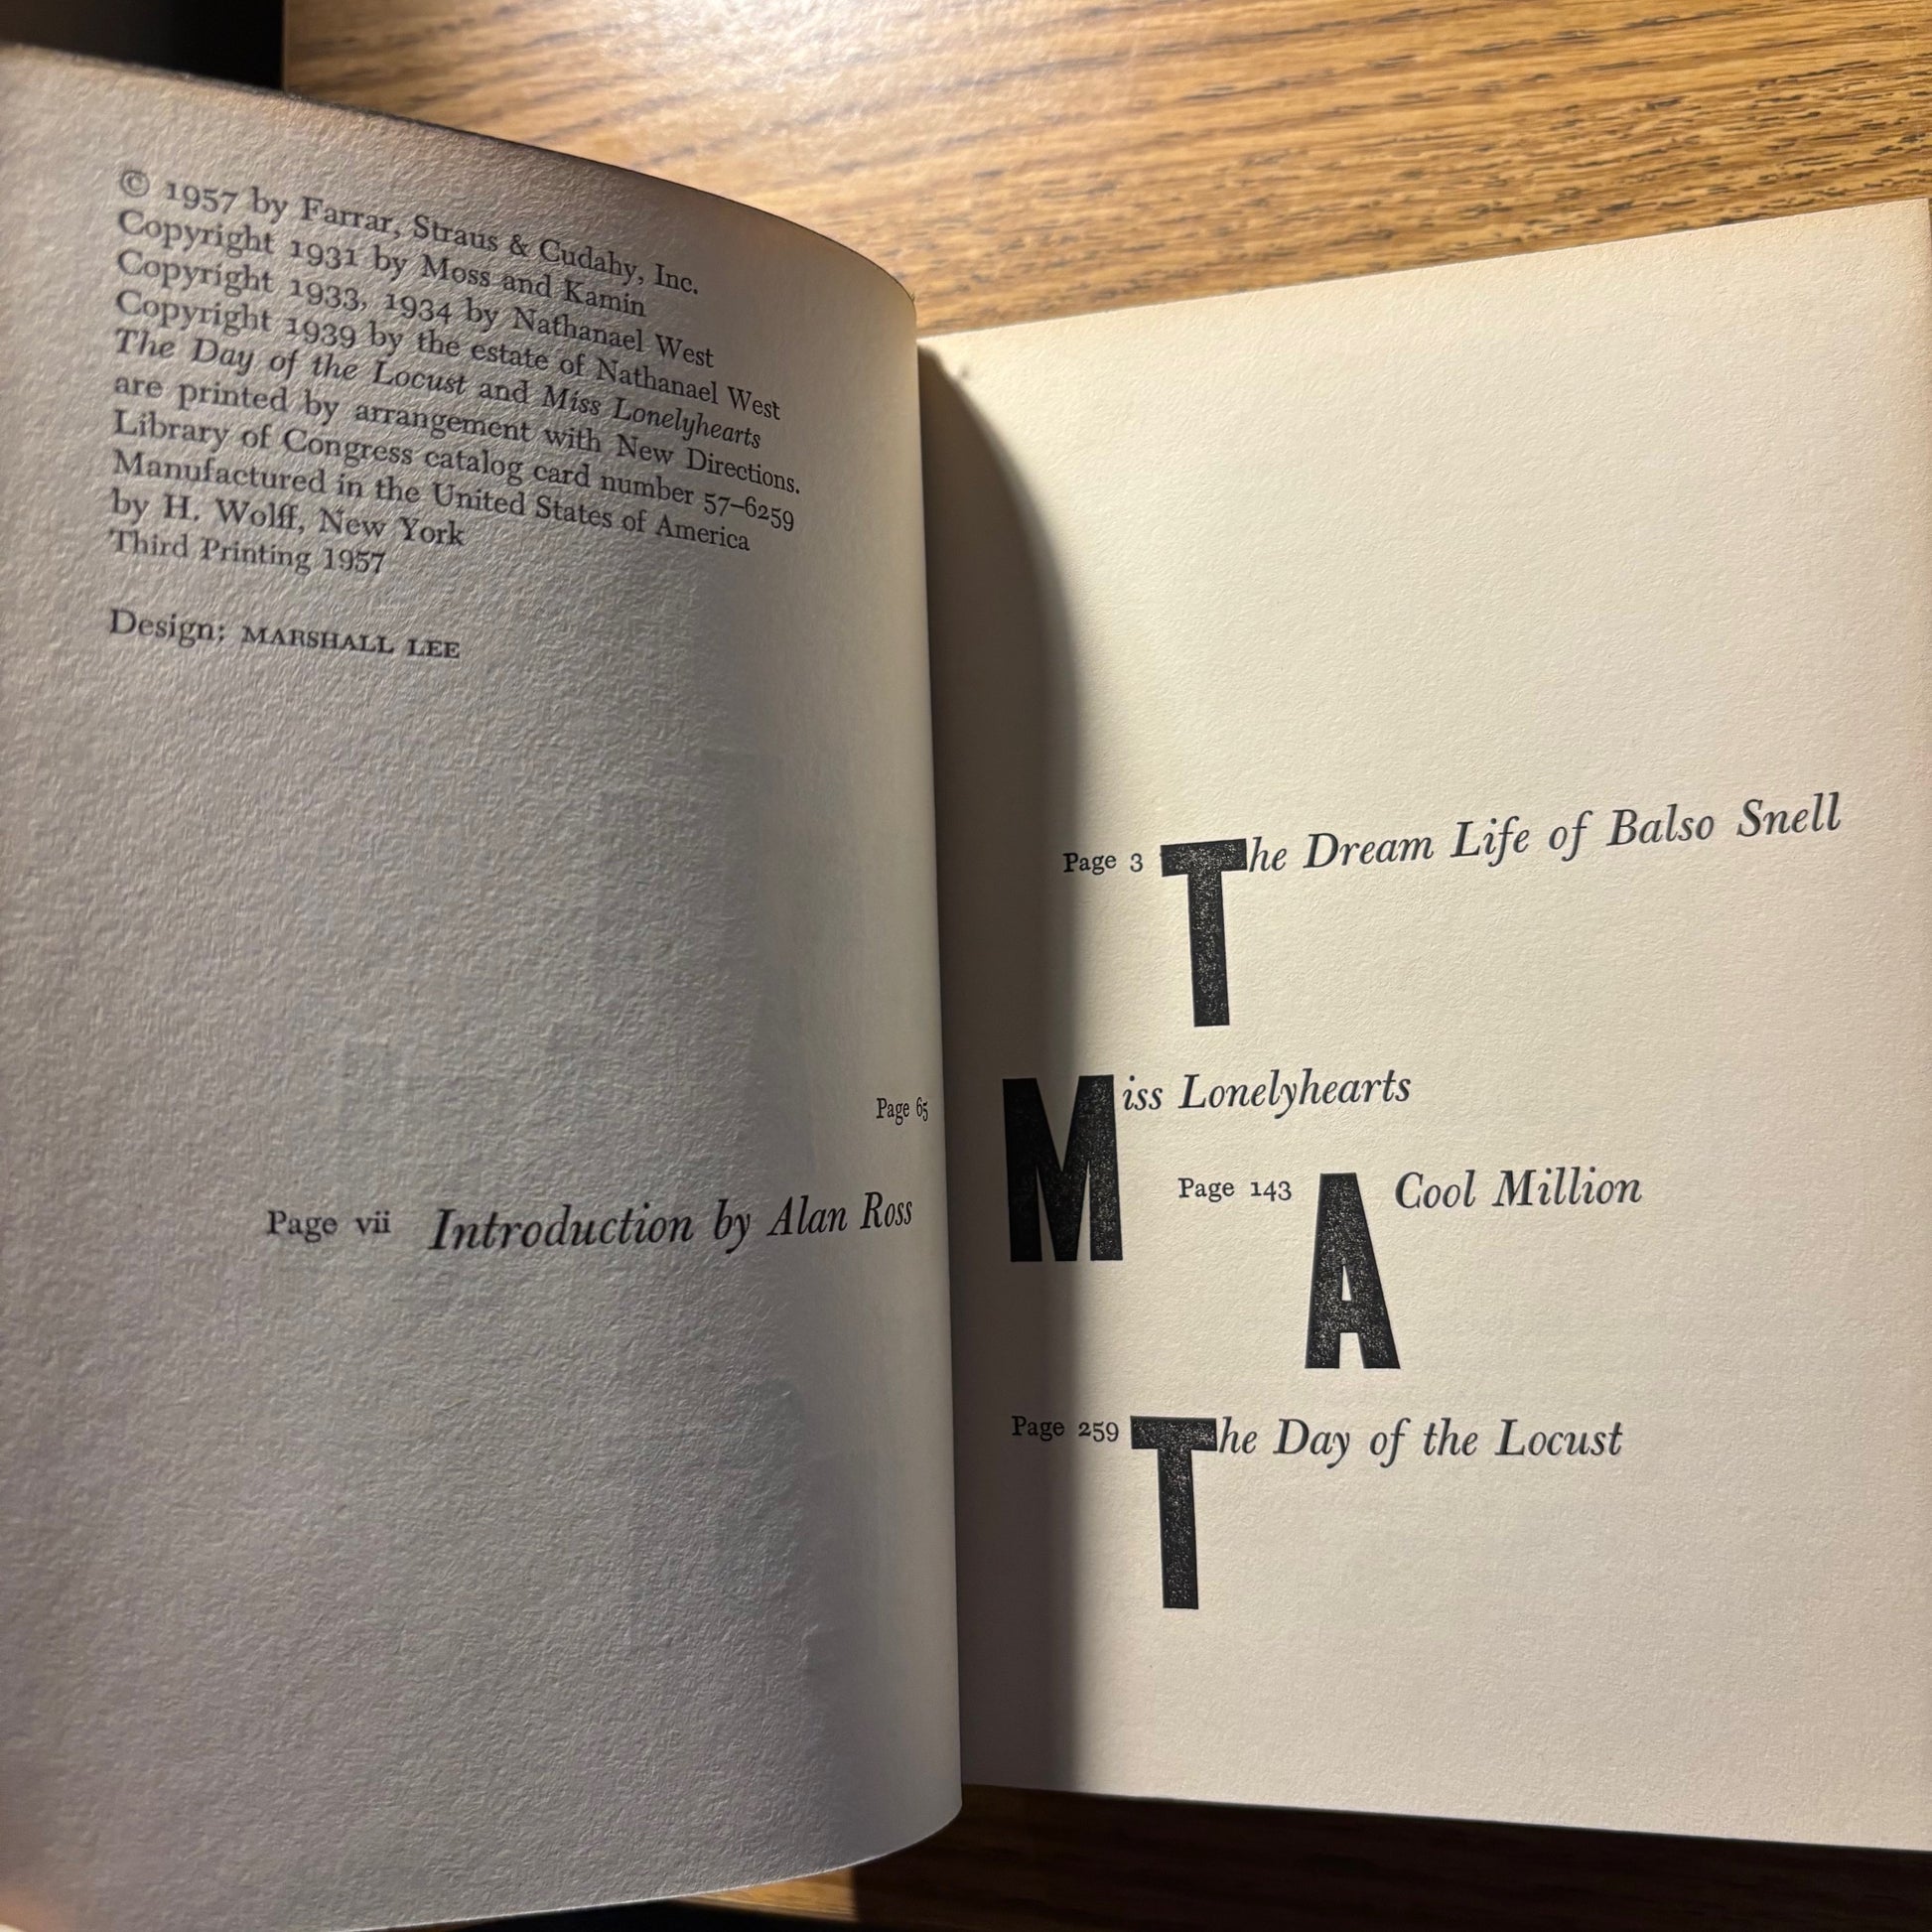 © 1957 by Farrar, Straus & Cudahy, Inc.
Copyright 1931 by Moss and Kamin
Copyright 1933, 1934 by Nathanael West
Copyright 1939 by the estate of Nathanael West
The Day of the Locust and Miss Lonelyhearts
are printed by arrangement with New Directions.
Library of Congress catalog card number 57–6259
Manufactured in the United States of America
by H. Wolff, New York
Third Printing 1957
Design: MARSHALL LEE
Page vii Introduction by Alan Ross
Page 3 The Dream Life of Balso Snell
Page 65 Miss Lonelyhearts
Page 143 A Cool Million
Page 259 The Day of the Locust